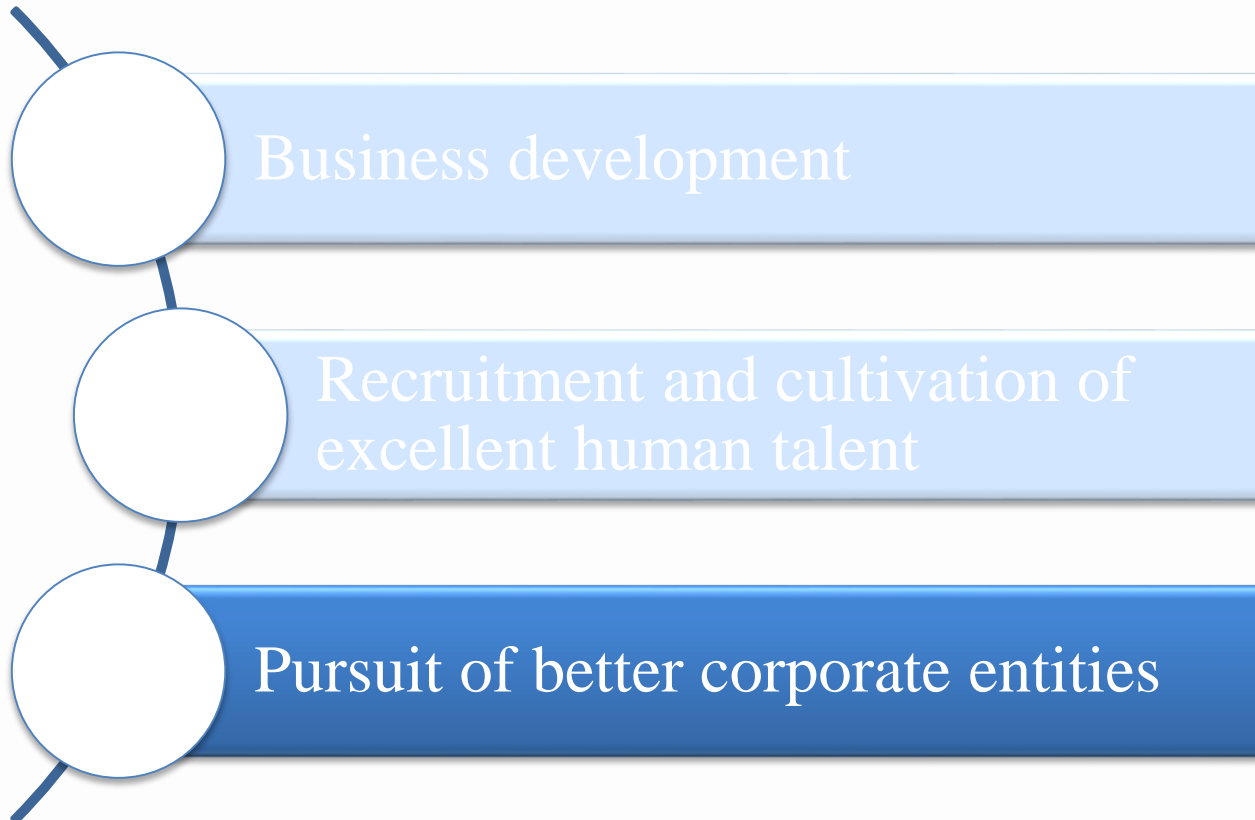 Business development
Recruitment and cultivation of
excellent human talent
Pursuit of better corporate entities